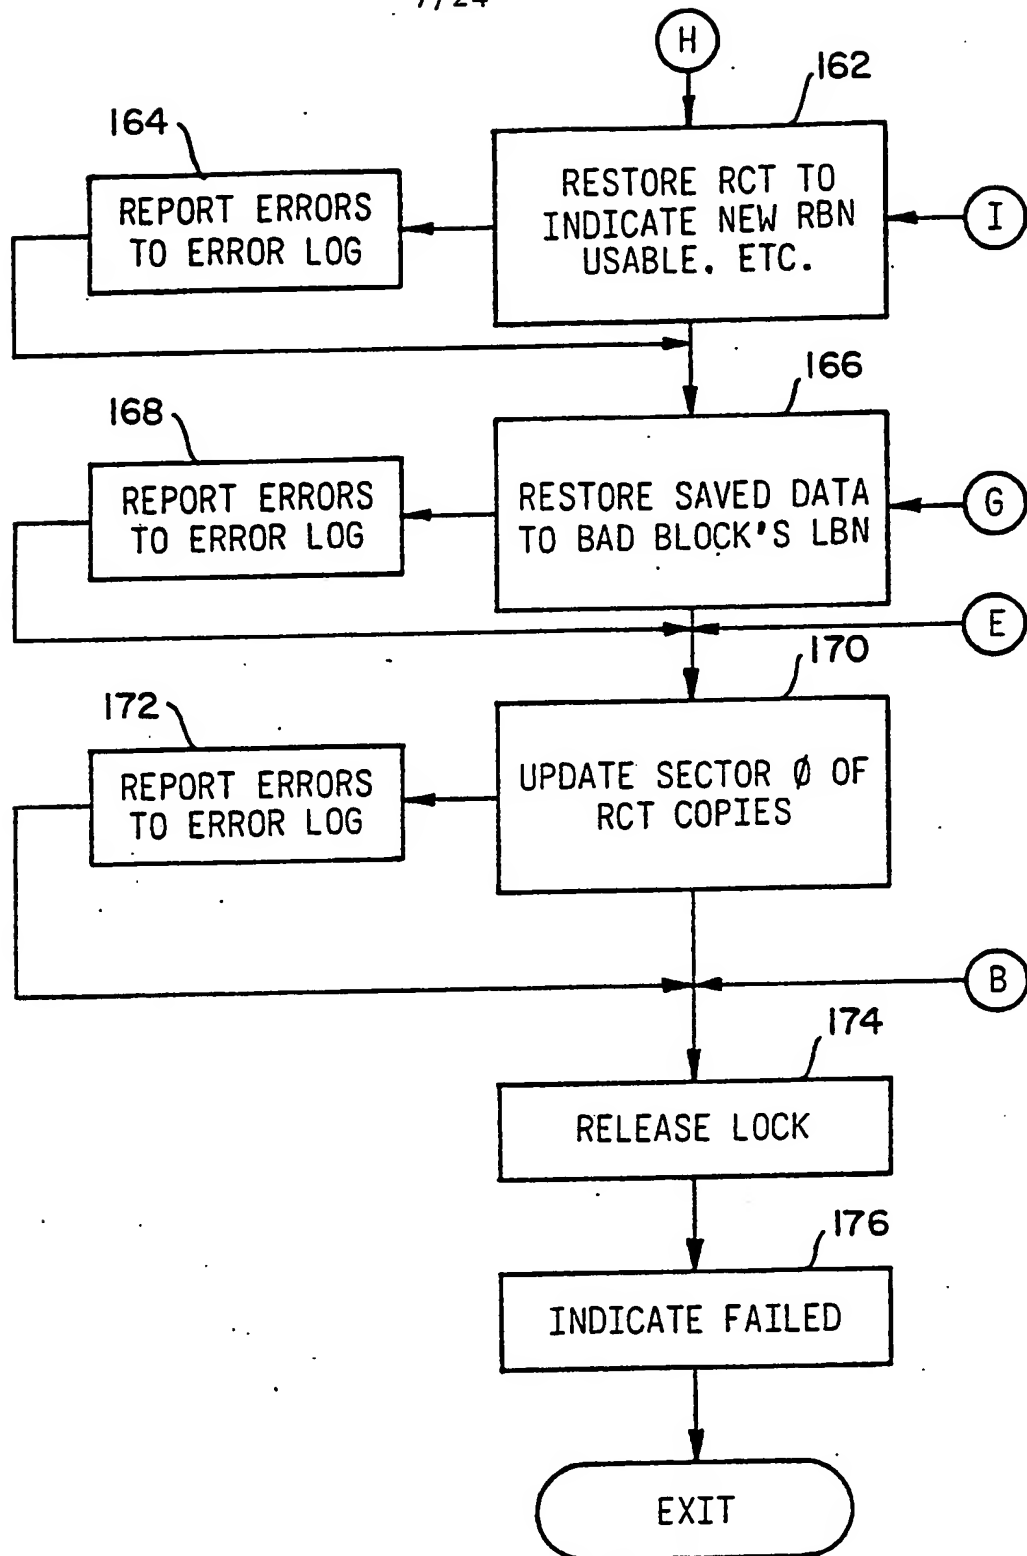 7/24
H
162
164
RESTORE RCT TO
INDICATE NEW RBN
USABLE. ETC.
REPORT ERRORS
TO ERROR LOG
I
166
168
RESTORE SAVED DATA
TO BAD BLOCK'S LBN
REPORT ERRORS
TO ERROR LOG
G
E
170
172
UPDATE SECTOR Ø OF
RCT COPIES
REPORT ERRORS
TO ERROR LOG
B
174
RELEASE LOCK
176
INDICATE FAILED
EXIT